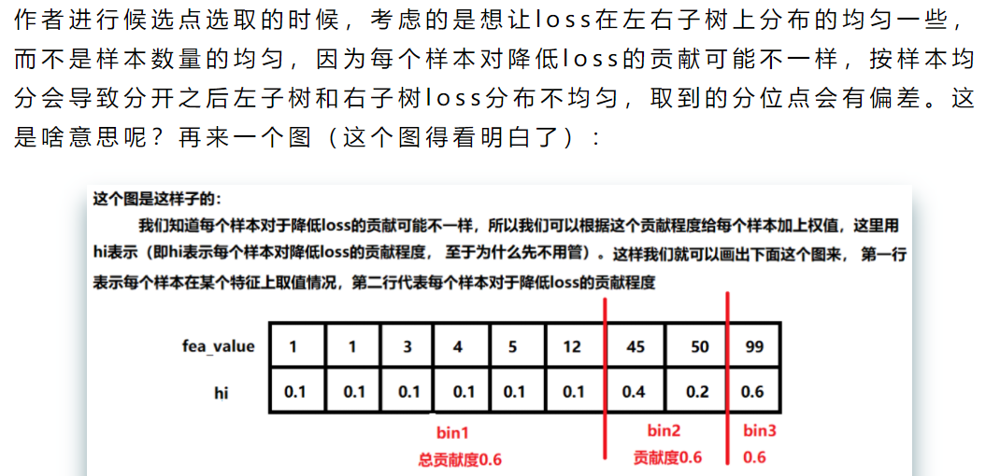 作者进行候选点选取的时候，考虑的是想让loss在左右子树上分布的均匀一些，
而不是样本数量的均匀，因为每个样本对降低loss的贡献可能不一样，按样本均
分会导致分开之后左子树和右子树loss分布不均匀，取到的分位点会有偏差。这
是啥意思呢？再来一个图（这个图得看明白了）：
这个图是这样子的：
我们知道每个样本对于降低loss的贡献可能不一样，所以我们可以根据这个贡献程度给每个样本加上权值，这里用
hi表示（即hi表示每个样本对降低loss的贡献程度， 至于为什么先不用管）。这样我们就可以画出下面这个图来， 第一行
表示每个样本在某个特征上取值情况，第二行代表每个样本对于降低loss的贡献程度
fea_value 1 1 3 4 5 12 45 50 99
hi 0.1 0.1 0.1 0.1 0.1 0.1 0.4 0.2 0.6
bin1 bin2 bin3
总贡献度0.6 贡献度0.6 0.6